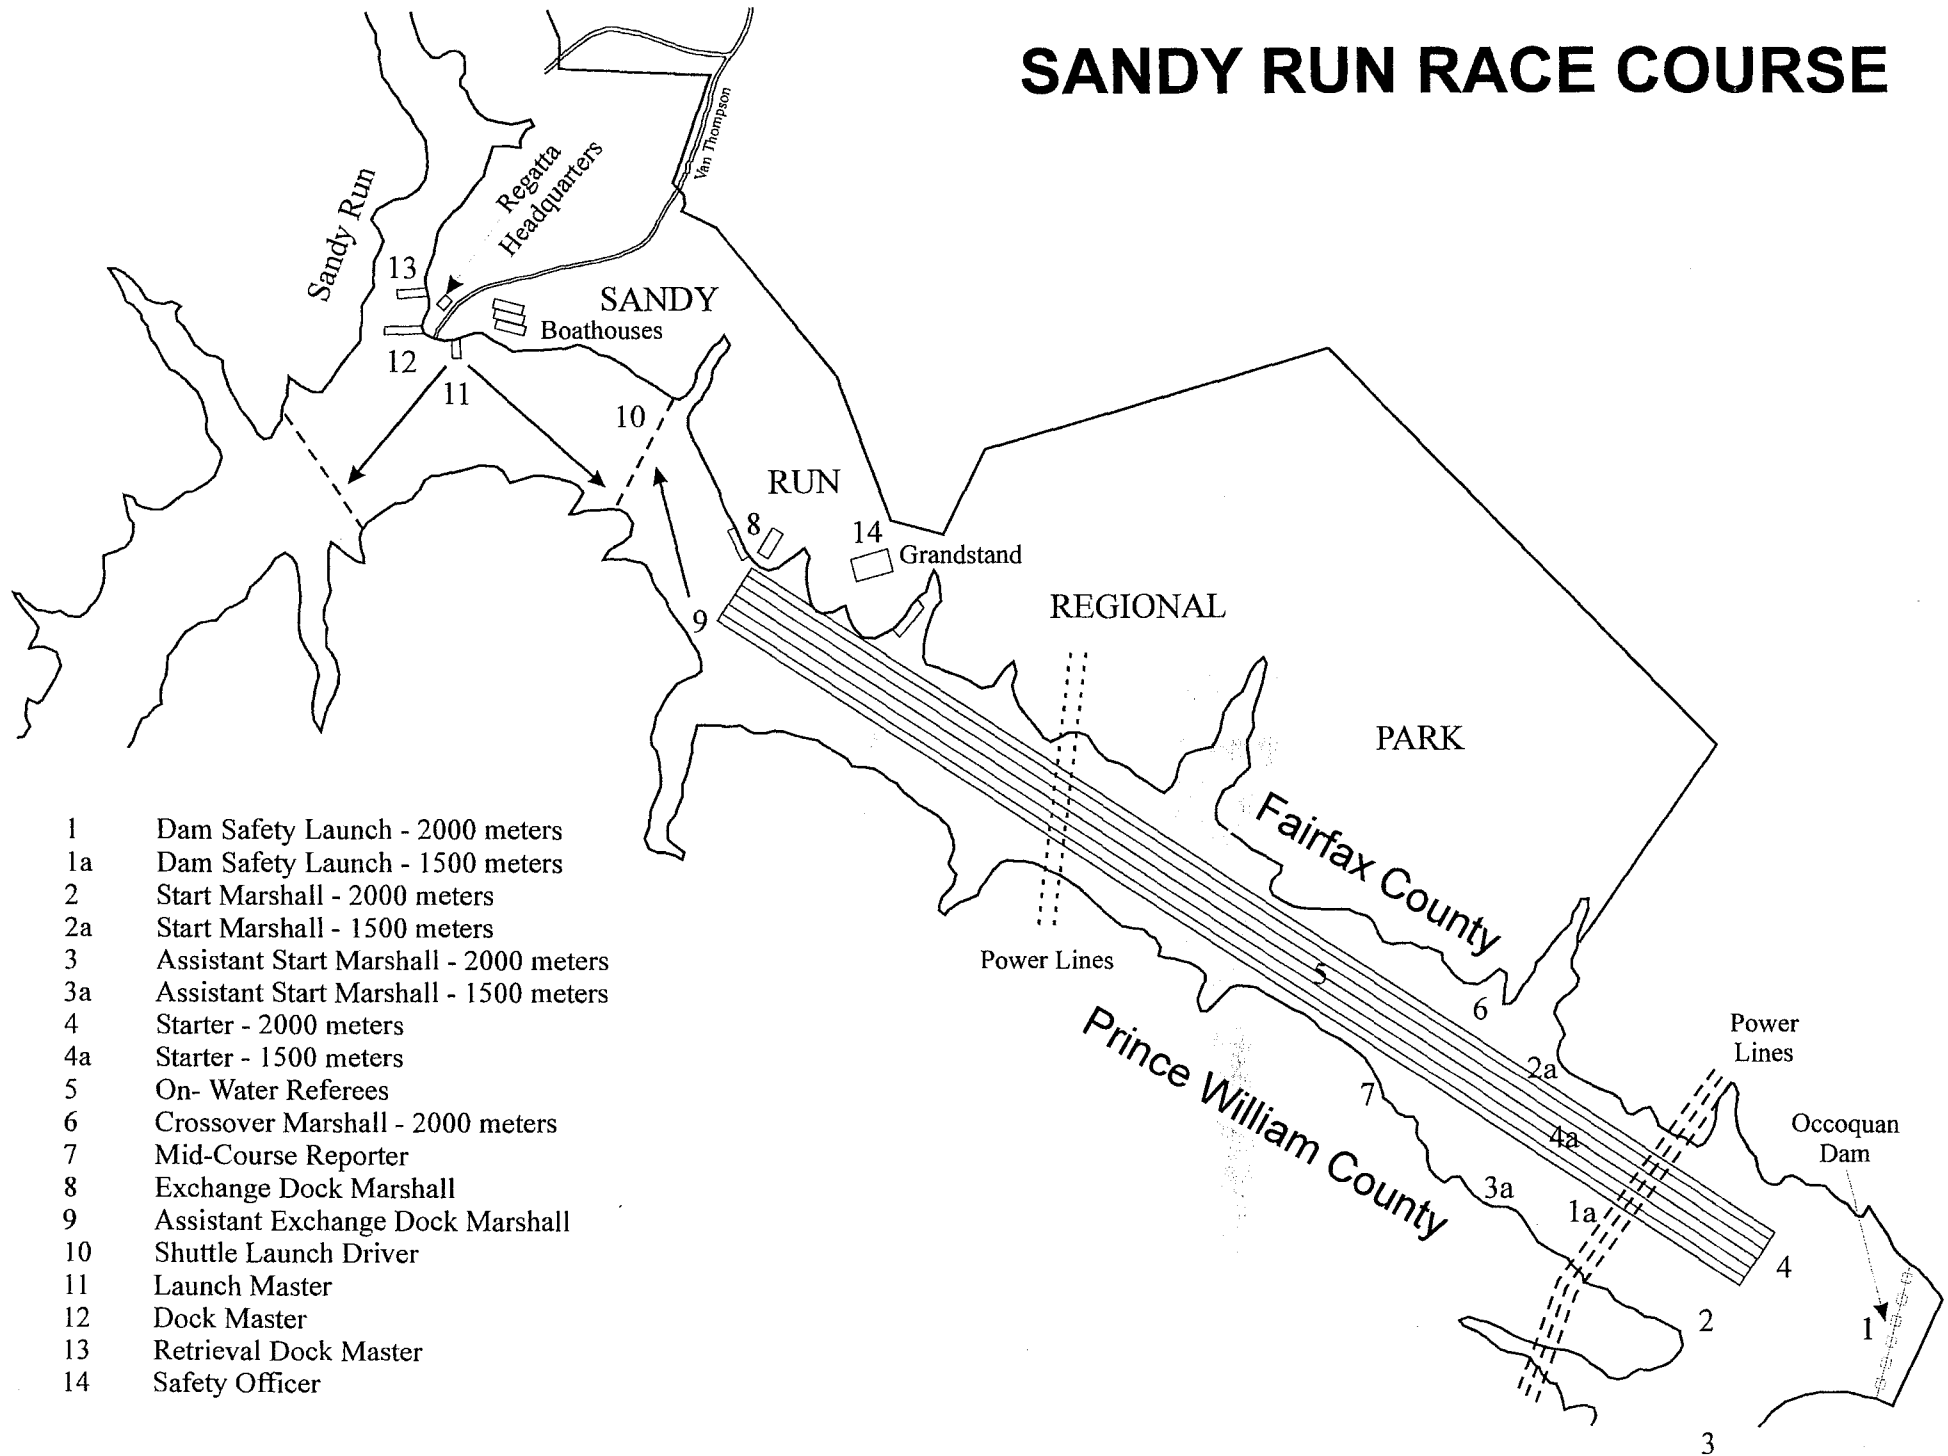 SANDY RUN RACE COURSE
Van Thompson
Regatta
Headquarters
Sandy Run
13
SANDY
Boathouses
12
11
10
RUN
8
14
Grandstand
9
REGIONAL
PARK
Fairfax County
Power Lines
5
6
Prince William County
Power
Lines
2a
7
4a
Occoquan
Dam
3a
1a
4
2
1
3
1 Dam Safety Launch - 2000 meters
1a Dam Safety Launch - 1500 meters
2 Start Marshall - 2000 meters
2a Start Marshall - 1500 meters
3 Assistant Start Marshall - 2000 meters
3a Assistant Start Marshall - 1500 meters
4 Starter - 2000 meters
4a Starter - 1500 meters
5 On- Water Referees
6 Crossover Marshall - 2000 meters
7 Mid-Course Reporter
8 Exchange Dock Marshall
9 Assistant Exchange Dock Marshall
10 Shuttle Launch Driver
11 Launch Master
12 Dock Master
13 Retrieval Dock Master
14 Safety Officer